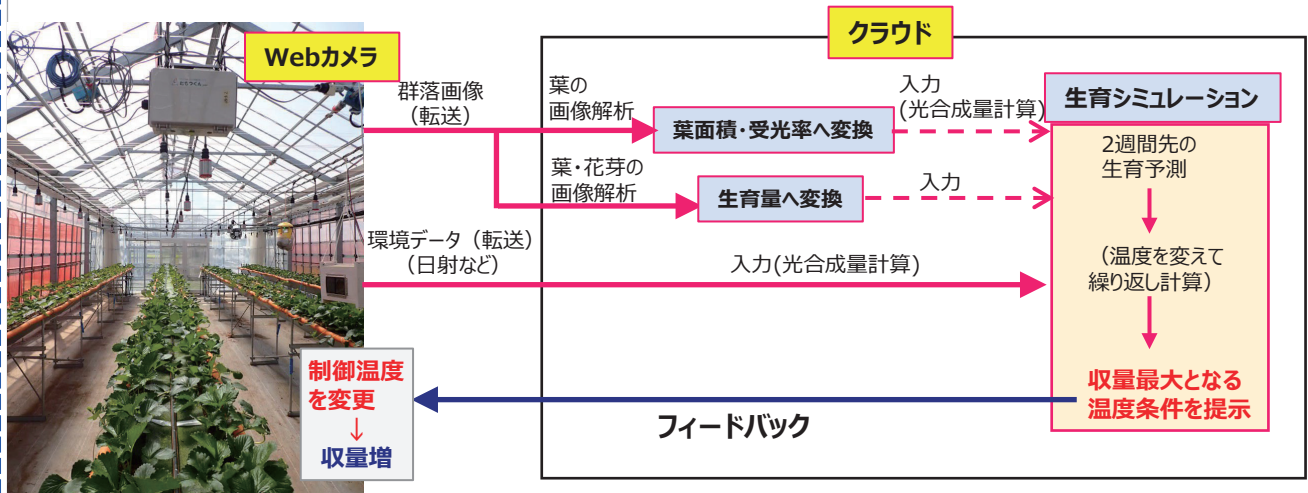 Webカメラ
クラウド
群落画像
（転送）
葉の
画像解析
葉面積・受光率へ変換
入力
(光合成量計算)
生育シミュレーション
2週間先の
生育予測
葉・花芽の
画像解析
生育量へ変換
入力
環境データ（転送）
（日射など）
入力(光合成量計算)
（温度を変えて
繰り返し計算）
収量最大となる
温度条件を提示
フィードバック
制御温度
を変更
↓
収量増